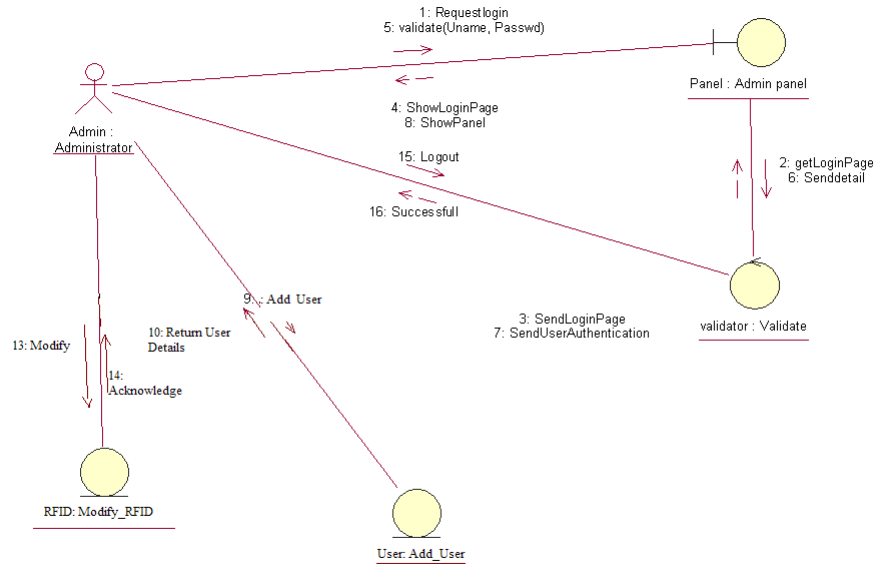 1: Requestlogin
5: validate(Uname, Passwd)
Panel : Admin panel
4: ShowLoginPage
8: ShowPanel
Admin :
Administrator
15: Logout
2: getLoginPage
6: Senddetail
16: Successfull
9. .: Add_User
3: SendLoginPage
7: SendUserAuthentication
validator : Validate
10: Return User
Details
13: Modify
14:
Acknowledge
RFID: Modify_RFID
User: Add_User